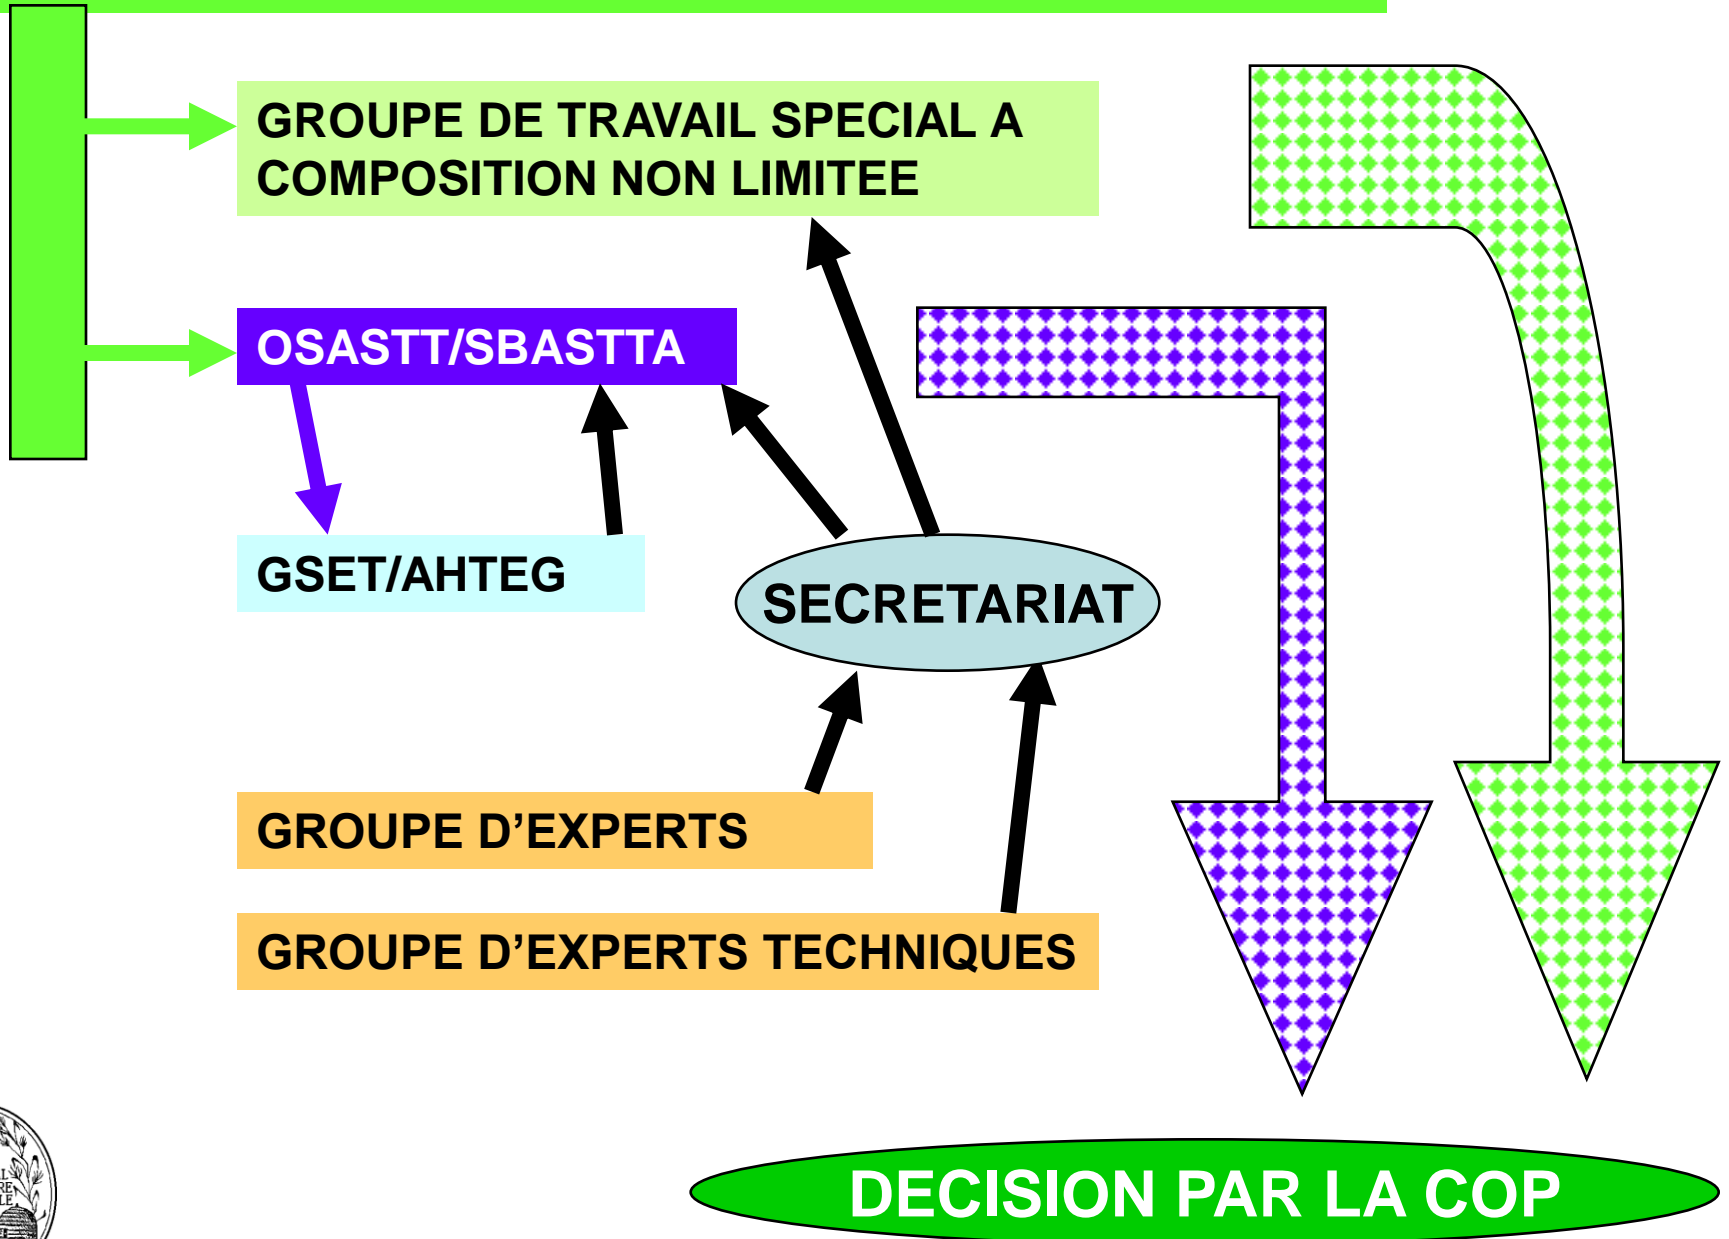 GROUPE DE TRAVAIL SPECIAL A
COMPOSITION NON LIMITEE
OSASTT/SBASTTA
GSET/AHTEG
SECRETARIAT
GROUPE D’EXPERTS
GROUPE D’EXPERTS TECHNIQUES
DECISION PAR LA COP